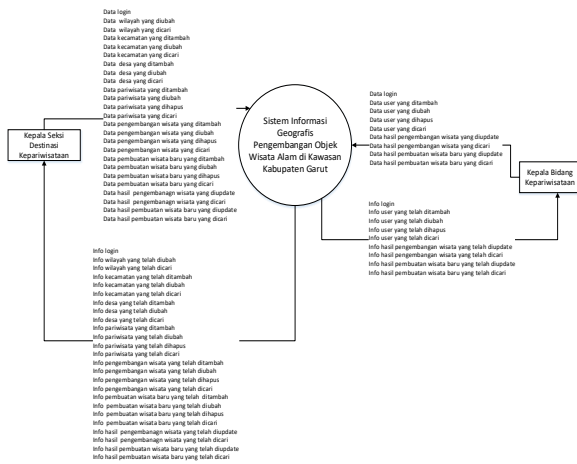 Data login
Data wilayah yang diubah
Data wilayah yang dicari
Data kecamatan yang ditambah
Data kecamatan yang diubah
Data kecamatan yang dicari
Data desa yang ditambah
Data desa yang diubah
Data desa yang dicari
Data pariwisata yang ditambah
Data pariwisata yang diubah
Data pariwisata yang dihapus
Data pariwisata yang dicari
Data pengembangan wisata yang ditambah
Data pengembangan wisata yang diubah
Data pengembangan wisata yang dihapus
Data pengembangan wisata yang dicari
Data pembuatan wisata baru yang ditambah
Data pembuatan wisata baru yang diubah
Data pembuatan wisata baru yang dihapus
Data pembuatan wisata baru yang dicari
Data hasil pengembanagn wisata yang diupdate
Data hasil pengembanagn wisata yang dicari
Data hasil pembuatan wisata baru yang diupdate
Data hasil pembuatan wisata baru yang dicari
Kepala Seksi
Destinasi
Kepariwisataan
Sistem Informasi
Geografis
Pengembangan Objek
Wisata Alam di Kawasan
Kabupaten Garut
Data login
Data user yang ditambah
Data user yang diubah
Data user yang dihapus
Data user yang dicari
Data hasil pengembangan wisata yang diupdate
Data hasil pengembangan wisata yang dicari
Data hasil pembuatan wisata baru yang diupdate
Data hasil pembuatan wisata baru yang dicari
Kepala Bidang
Kepariwisataan
Info login
Info user yang telah ditambah
Info user yang telah diubah
Info user yang telah dihapus
Info user yang telah dicari
Info hasil pengembangan wisata yang telah diupdate
Info hasil pengembangan wisata yang telah dicari
Info hasil pembuatan wisata baru yang telah diupdate
Info hasil pembuatan wisata baru yang telah dicari
Info login
Info wilayah yang telah diubah
Info wilayah yang telah dicari
Info kecamatan yang telah ditambah
Info kecamatan yang telah diubah
Info kecamatan yang telah dicari
Info desa yang telah ditambah
Info desa yang telah diubah
Info desa yang telah dicari
Info pariwisata yang ditambah
Info pariwisata yang telah diubah
Info pariwisata yang telah dihapus
Info pariwisata yang telah dicari
Info pengembangan wisata yang telah ditambah
Info pengembangan wisata yang telah diubah
Info pengembangan wisata yang telah dihapus
Info pengembangan wisata yang telah dicari
Info pembuatan wisata baru yang telah ditambah
Info pembuatan wisata baru yang telah diubah
Info pembuatan wisata baru yang telah dihapus
Info pembuatan wisata baru yang telah dicari
Info hasil pengembanagn wisata yang telah diupdate
Info hasil pengembanagn wisata yang telah dicari
Info hasil pembuatan wisata baru yang telah diupdate
Info hasil pembuatan wisata baru yang telah dicari